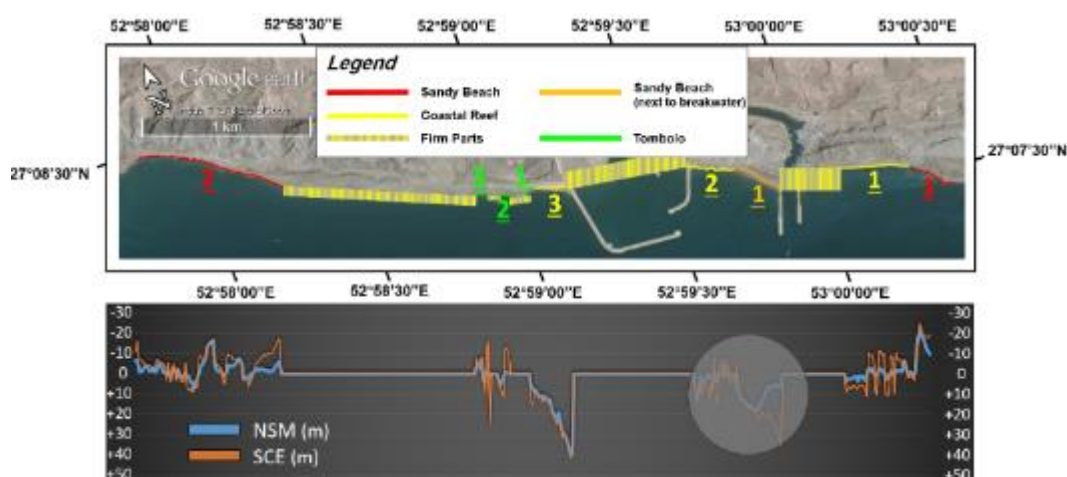 52°58'00"E 52°58'30"E 52°59'00"E 52°59'30"E 53°00'00"E 53°00'30"E
Legend
Sandy Beach
Sandy Beach
(next to breakwater)
Coastal Reef
Firm Parts
Tombolo
Google earth
1 km
27°08'30"N
27°07'30"N
2 3 2 1 1
2
52°58'00"E 52°58'30"E 52°59'00"E 52°59'30"E 53°00'00"E
-30 -30
-20 -20
-10 -10
0 0
+10 +10
+20 +20
+30 +30
+40 +40
+50 +50
NSM (m)
SCE (m)